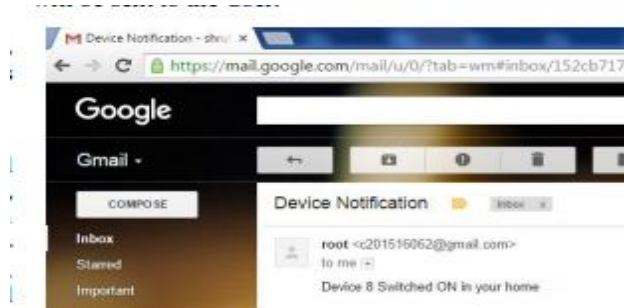 Device Notification - shru
https://mail.google.com/mail/u/0/?tab=wm#inbox/152cb717
Google
Gmail
COMPOSE
Device Notification
Inbox x
Inbox
root <c201516062@gmail.com>
Starred
to me
Important
Device 8 Switched ON in your home